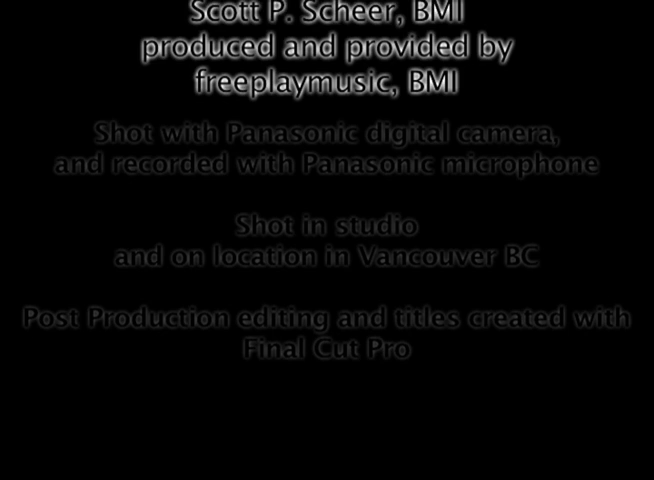 Scott P. Scheer, BMI
produced and provided by
freeplaymusic, BMI
Shot with Panasonic digital camera,
and recorded with Panasonic microphone
Shot in studio
and on location in Vancouver BC
Post Production editing and titles created with
Final Cut Pro